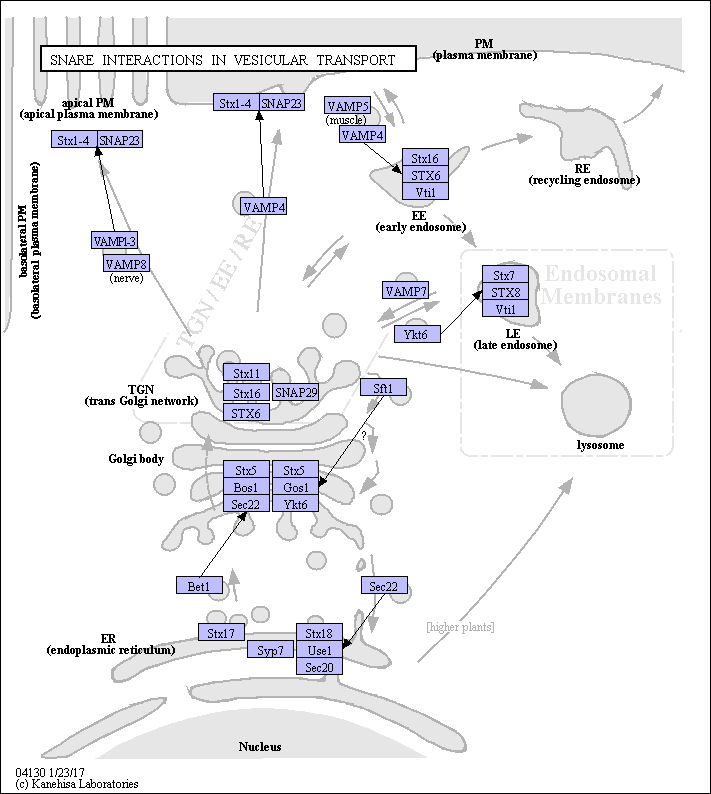 PM
(plasma membrane)
SNARE INTERACTIONS IN VESICULAR TRANSPORT
apical PM
(apical plasma membrane)
Stx1-4 SNAP23
Stx1-4 SNAP23
VAMP5
(muscle)
VAMP4
Stx16
STX6
Vti1
EE
(early endosome)
RE
(recycling endosome)
basolateral PM
(basolateral plasma membrane)
VAMP4
VAMP1-3
VAMP8
(nerve)
TGN / EE / RE
Endosomal
Membranes
Stx7
STX8
Vti1
LE
(late endosome)
VAMP7
Ykt6
TGN
(trans Golgi network)
Stx11
Stx16 SNAP29
STX6
Sft1
?
lysosome
Golgi body
Stx5 Stx5
Bos1 Gos1
Sec22 Ykt6
Bet1
Sec22
[higher plants]
ER
(endoplasmic reticulum)
Stx17
Syp7
Stx18
Use1
Sec20
Nucleus
04130 1/23/17
(c) Kanehisa Laboratories